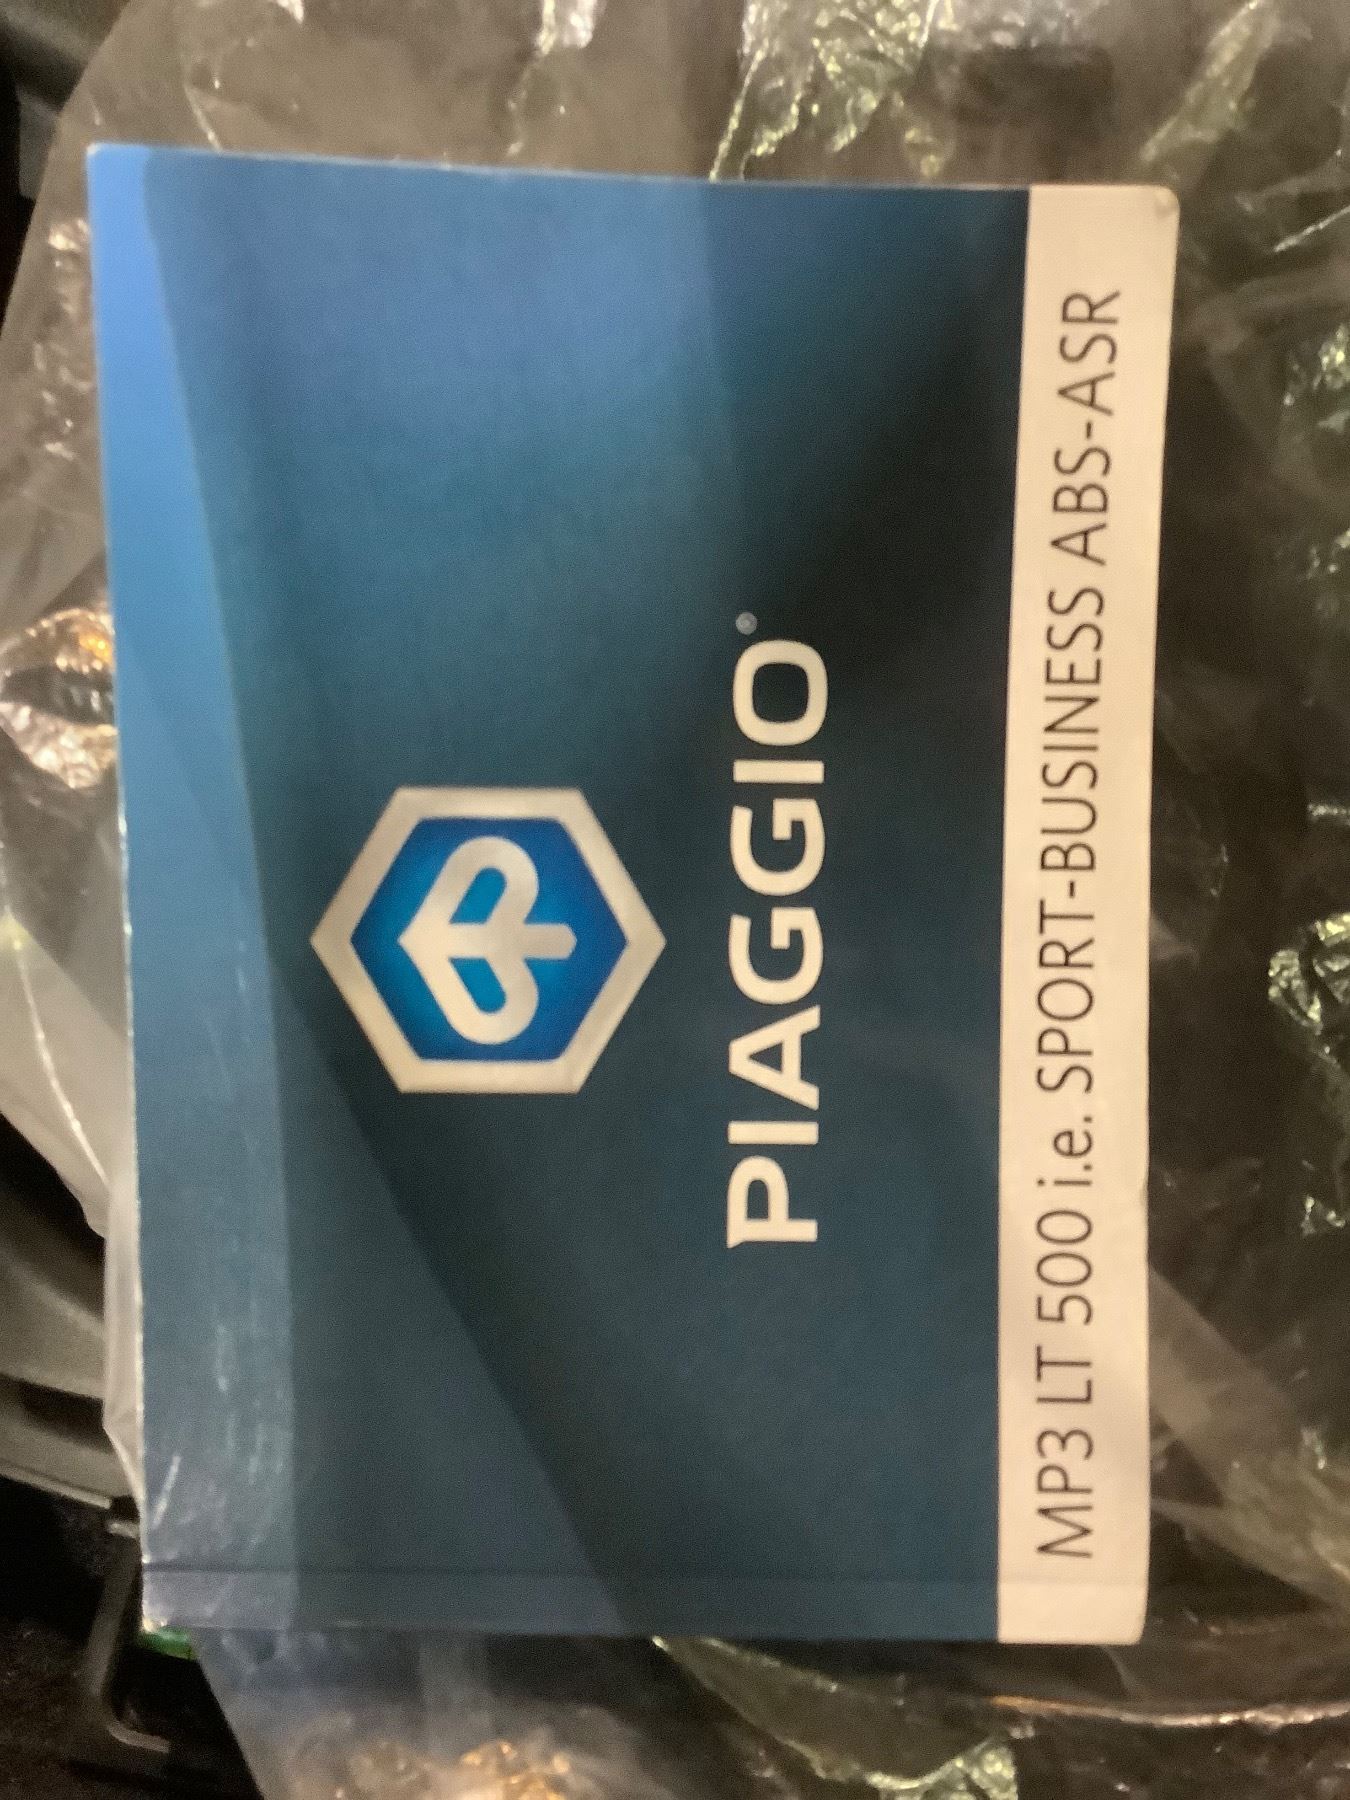 PIAGGIO
MP3 LT 500 i.e. SPORT-BUSINESS ABS-ASR